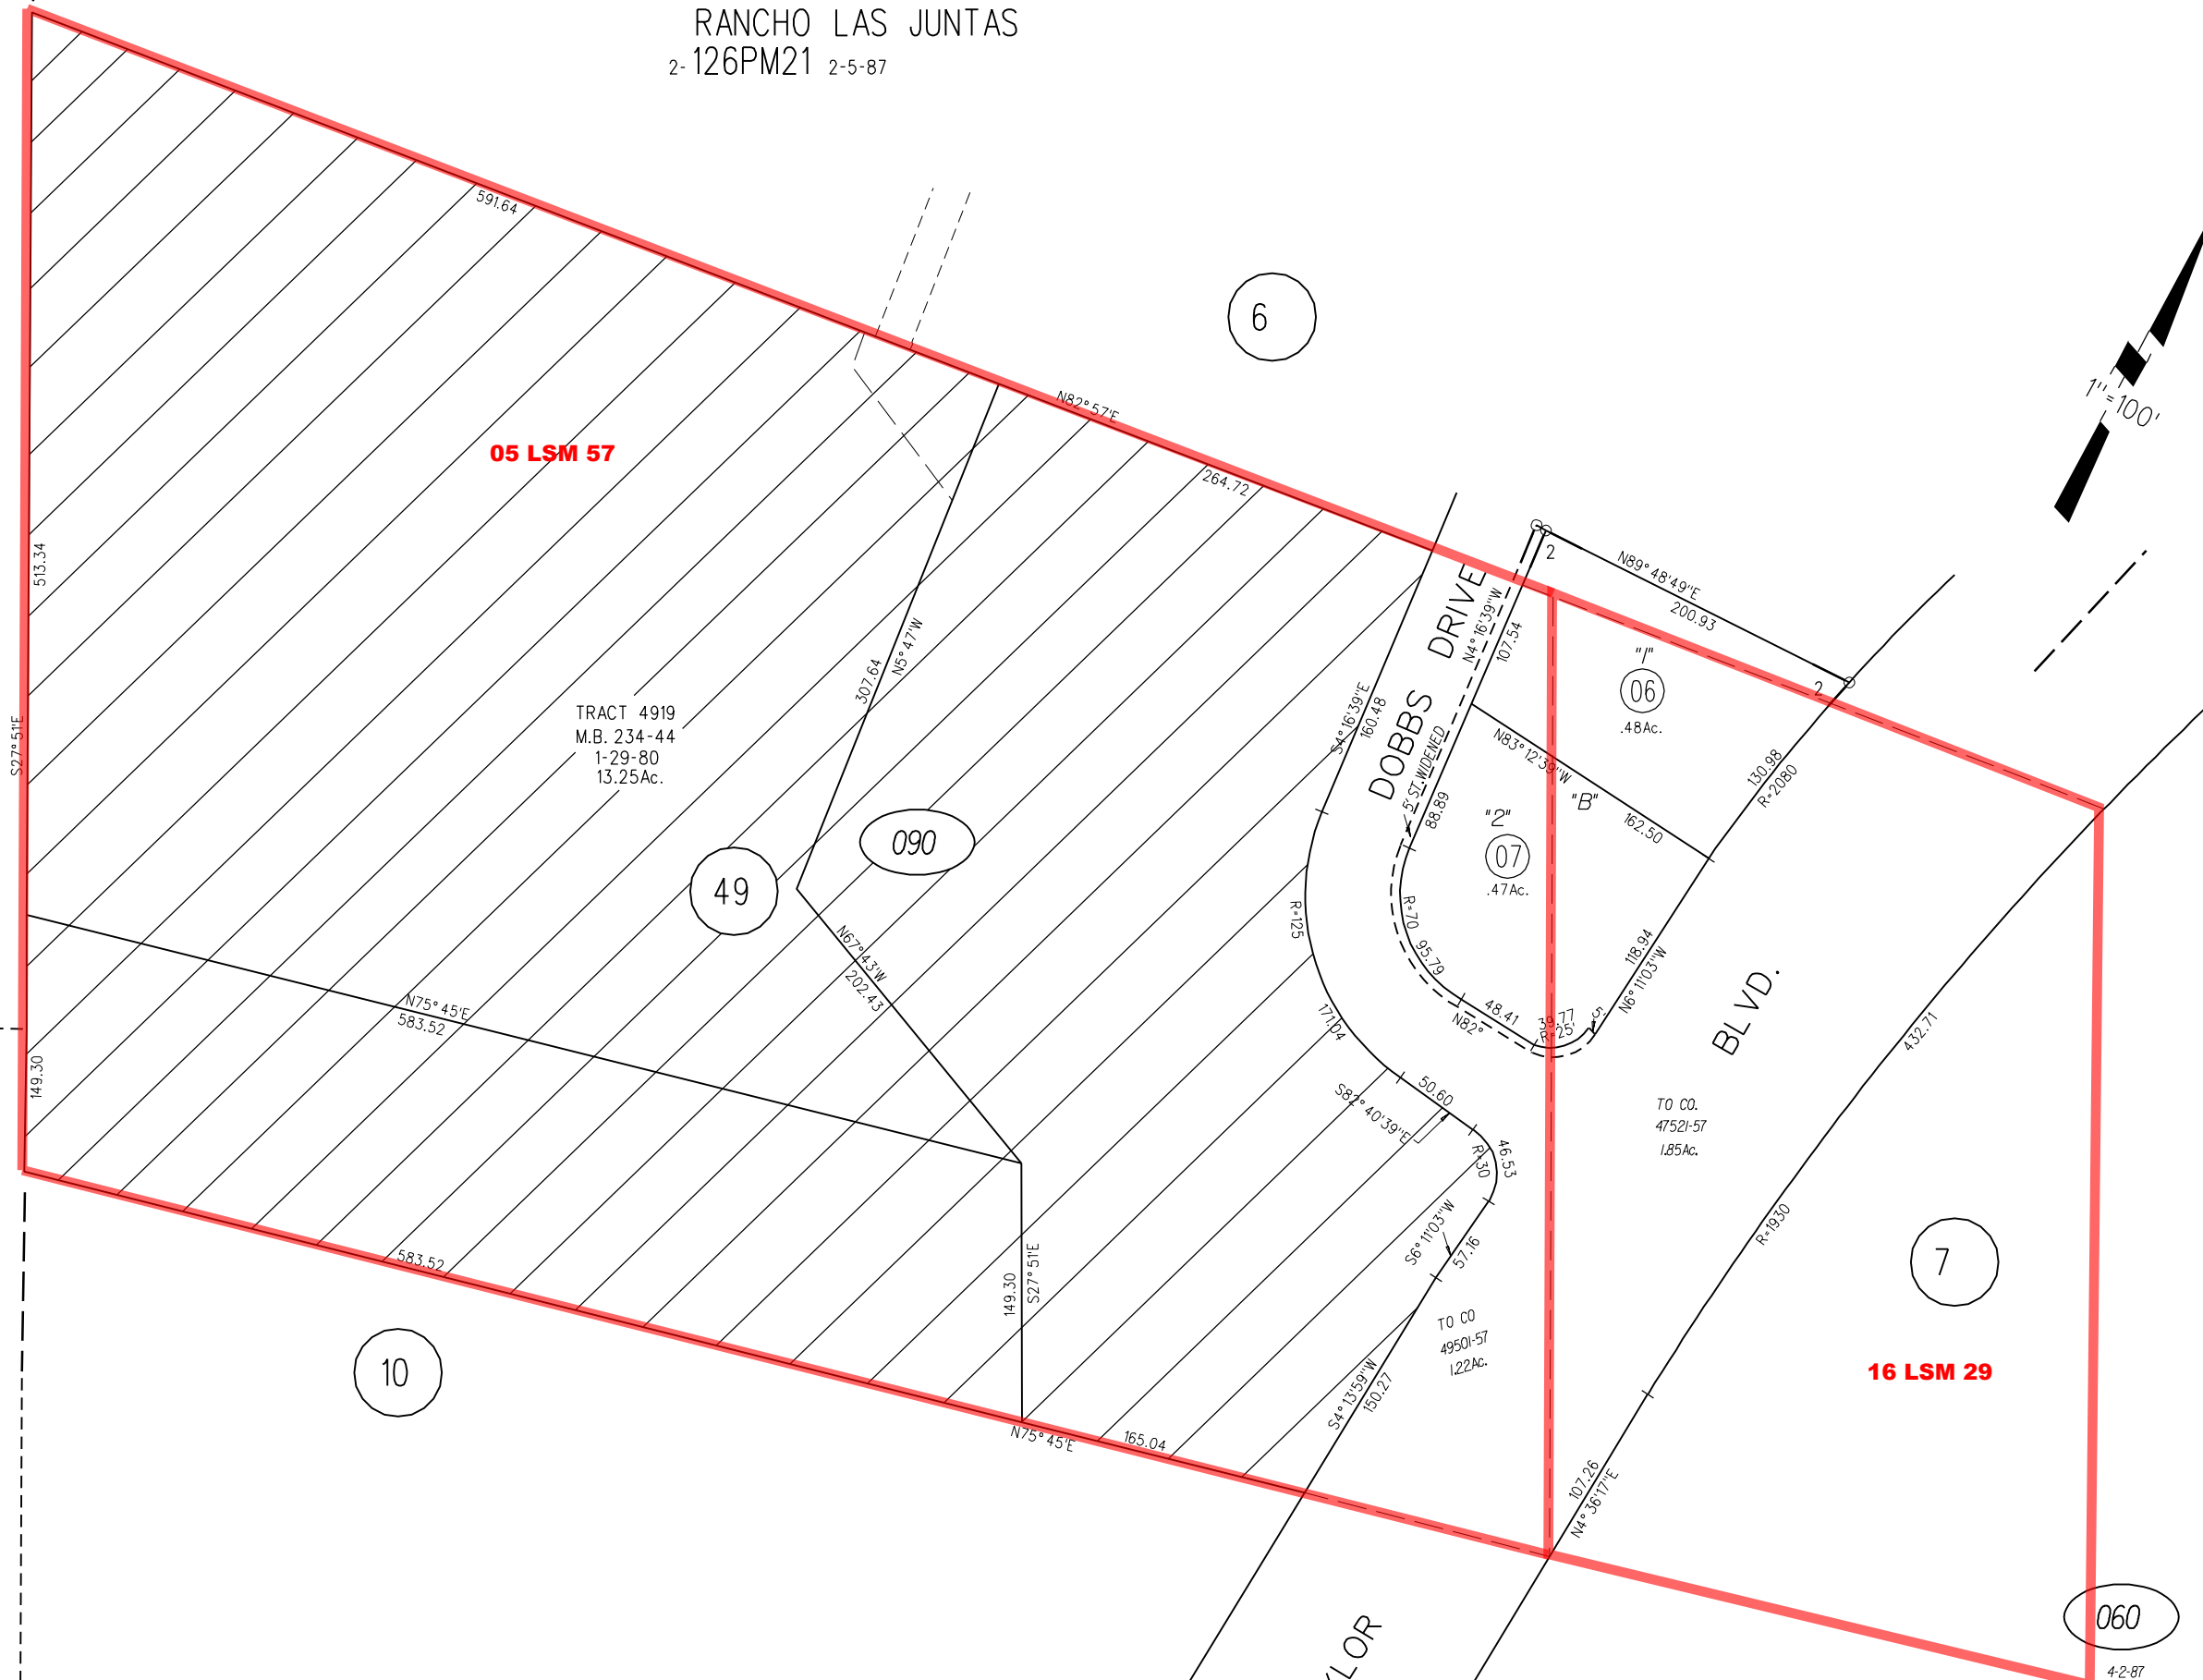 RANCHO LAS JUNTAS
2- 126PM21 2-5-87
591.64
6
1"=100'
N82°57'E
05 LSM 57
264.72
513.34
S27°51'E
2
N89°48'49"E
200.93
DOBBS DRIVE
N4°16'39"W
107.54
307.64
N5°47'W
S4°16'39"E
160.48
"1"
06
.48Ac.
2
TRACT 4919
M.B. 234-44
1-29-80
13.25Ac.
5' ST. WIDENED
88.89
N83°12'39"W
162.50
"B"
130.98
R=2080
"2"
07
.47Ac.
090
49
R=125
R=70
95.79
N67°43'W
202.43
118.94
N6°11'03"W
BLVD.
N75°45'E
583.52
149.30
171.04
48.41
N82°
39.77
R=25'
5'
432.71
50.60
S82°40'39"E
46.53
R=30
TO CO.
47521-57
1.85Ac.
S6°11'03"W
57.16
R=1930
7
583.52
149.30
S27°51'E
TO CO
49501-57
1.22Ac.
10
S4°13'59"W
150.27
16 LSM 29
N75°45'E
165.04
107.26
N4°36'17"E
YLOR
060
4-2-87